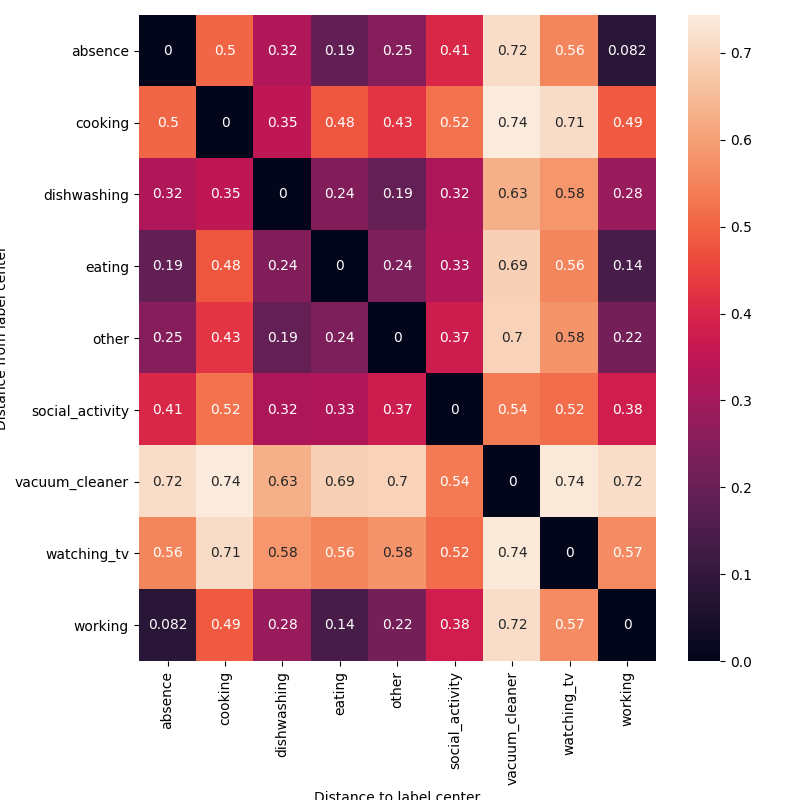 absence 0 0.5 0.32 0.19 0.25 0.41 0.72 0.56 0.082
cooking 0.5 0 0.35 0.48 0.43 0.52 0.74 0.71 0.49
dishwashing 0.32 0.35 0 0.24 0.19 0.32 0.63 0.58 0.28
eating 0.19 0.48 0.24 0 0.24 0.33 0.69 0.56 0.14
other 0.25 0.43 0.19 0.24 0 0.37 0.7 0.58 0.22
social_activity 0.41 0.52 0.32 0.33 0.37 0 0.54 0.52 0.38
vacuum_cleaner 0.72 0.74 0.63 0.69 0.7 0.54 0 0.74 0.72
watching_tv 0.56 0.71 0.58 0.56 0.58 0.52 0.74 0 0.57
working 0.082 0.49 0.28 0.14 0.22 0.38 0.72 0.57 0
absence
cooking
dishwashing
eating
other
social_activity
vacuum_cleaner
watching_tv
working
Distance to label center
Distance from label center
0.7
0.6
0.5
0.4
0.3
0.2
0.1
0.0